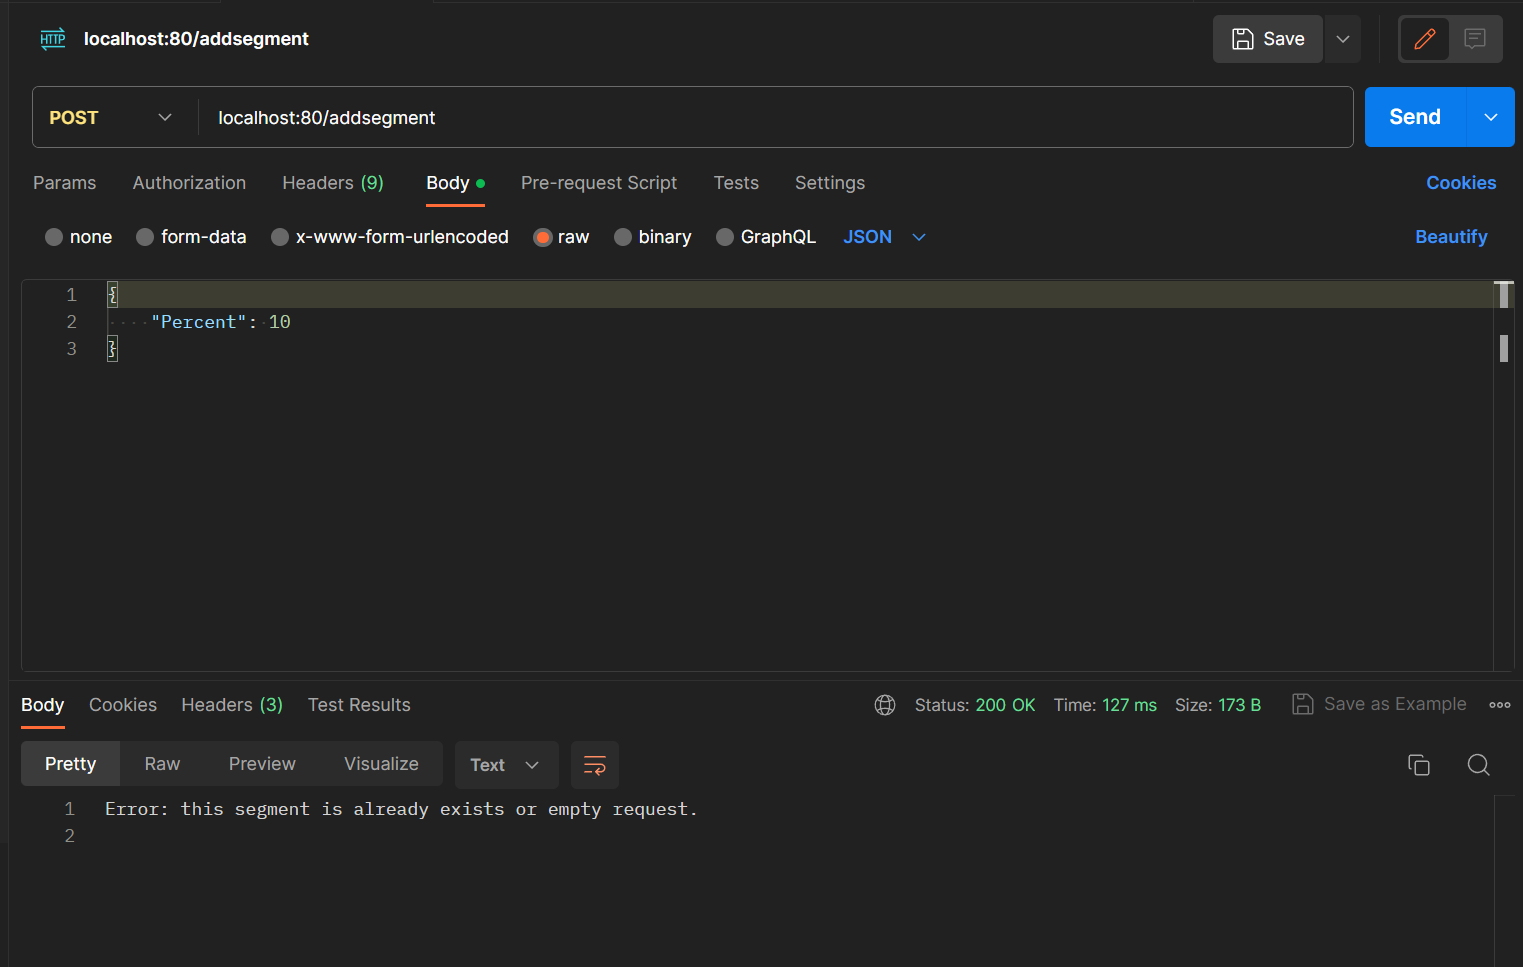 HTTP localhost:80/addsegment Save
POST localhost:80/addsegment Send
Params Authorization Headers (9) Body Pre-request Script Tests Settings Cookies
none form-data x-www-form-urlencoded raw binary GraphQL JSON Beautify
1 {
2 "Percent": 10
3 }
Body Cookies Headers (3) Test Results Status: 200 OK Time: 127 ms Size: 173 B Save as Example
Pretty Raw Preview Visualize Text
1 Error: this segment is already exists or empty request.
2